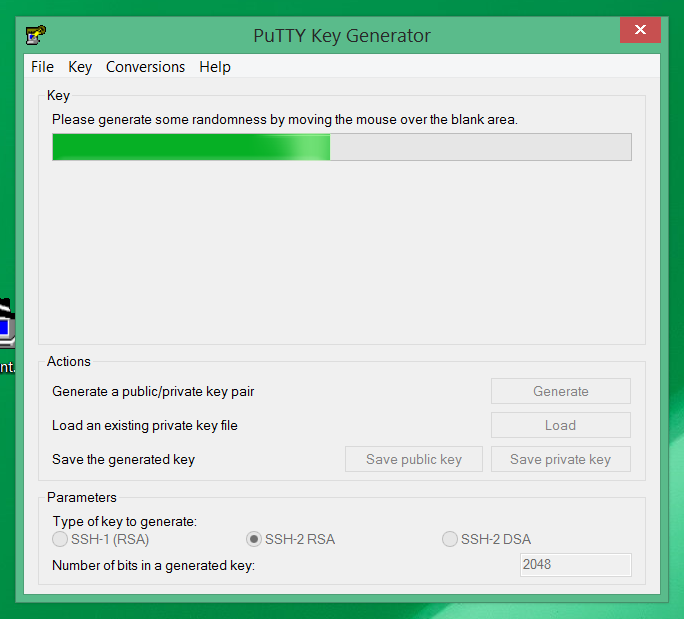 PuTTY Key Generator
File Key Conversions Help
Key
Please generate some randomness by moving the mouse over the blank area.
Actions
Generate a public/private key pair
Generate
Load an existing private key file
Load
Save the generated key
Save public key
Save private key
Parameters
Type of key to generate:
SSH-1 (RSA)
SSH-2 RSA
SSH-2 DSA
Number of bits in a generated key:
2048
nt.